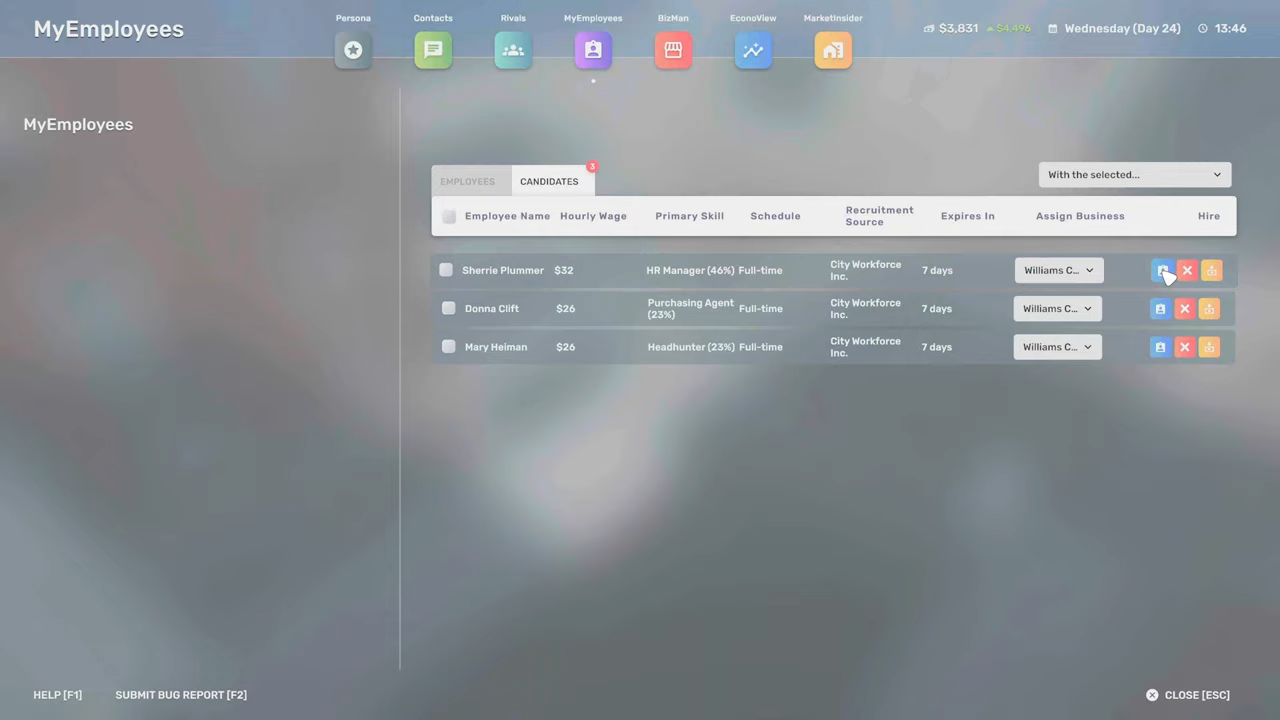 MyEmployees
Persona
Contacts
Rivals
MyEmployees
BizMan
EconoView
MarketInsider
$3,831
$4,496
Wednesday (Day 24)
13:46
MyEmployees
EMPLOYEES
CANDIDATES
3
With the selected...
Employee Name
Hourly Wage
Primary Skill
Schedule
Recruitment
Source
Expires In
Assign Business
Hire
Sherrie Plummer
$32
HR Manager (46%)
Full-time
City Workforce
Inc.
7 days
Williams C...
Donna Clift
$26
Purchasing Agent
(23%)
Full-time
City Workforce
Inc.
7 days
Williams C...
Mary Heiman
$26
Headhunter (23%)
Full-time
City Workforce
Inc.
7 days
Williams C...
HELP [F1]
SUBMIT BUG REPORT [F2]
CLOSE [ESC]